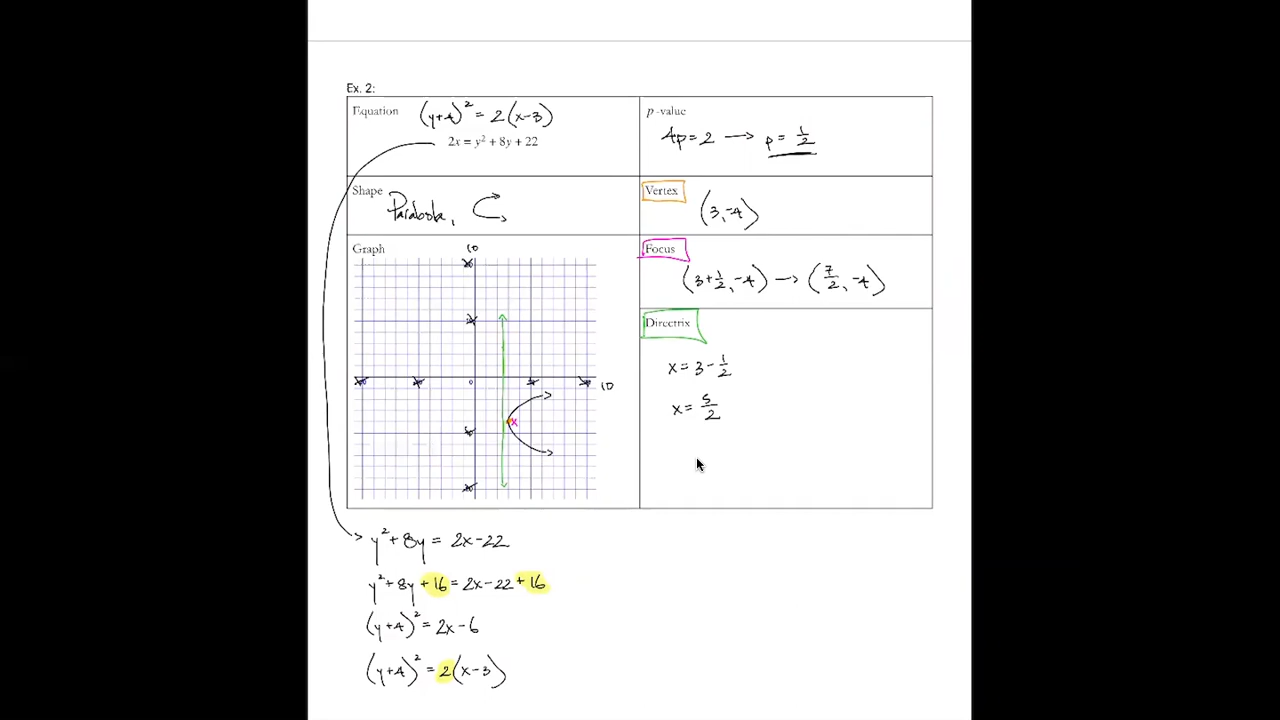 Ex. 2:
Equation (y+4)² = 2(x-3)
2x = y² + 8y + 22
p-value
4p = 2 → p = 1/2
Shape Parabola,
Vertex
(3, -4)
Graph
10
0
10
x
Focus
(3+1/2, -4) → (7/2, -4)
Directrix
x = 3 - 1/2
x = 5/2
y² + 8y = 2x - 22
y² + 8y + 16 = 2x - 22 + 16
(y+4)² = 2x - 6
(y+4)² = 2(x-3)